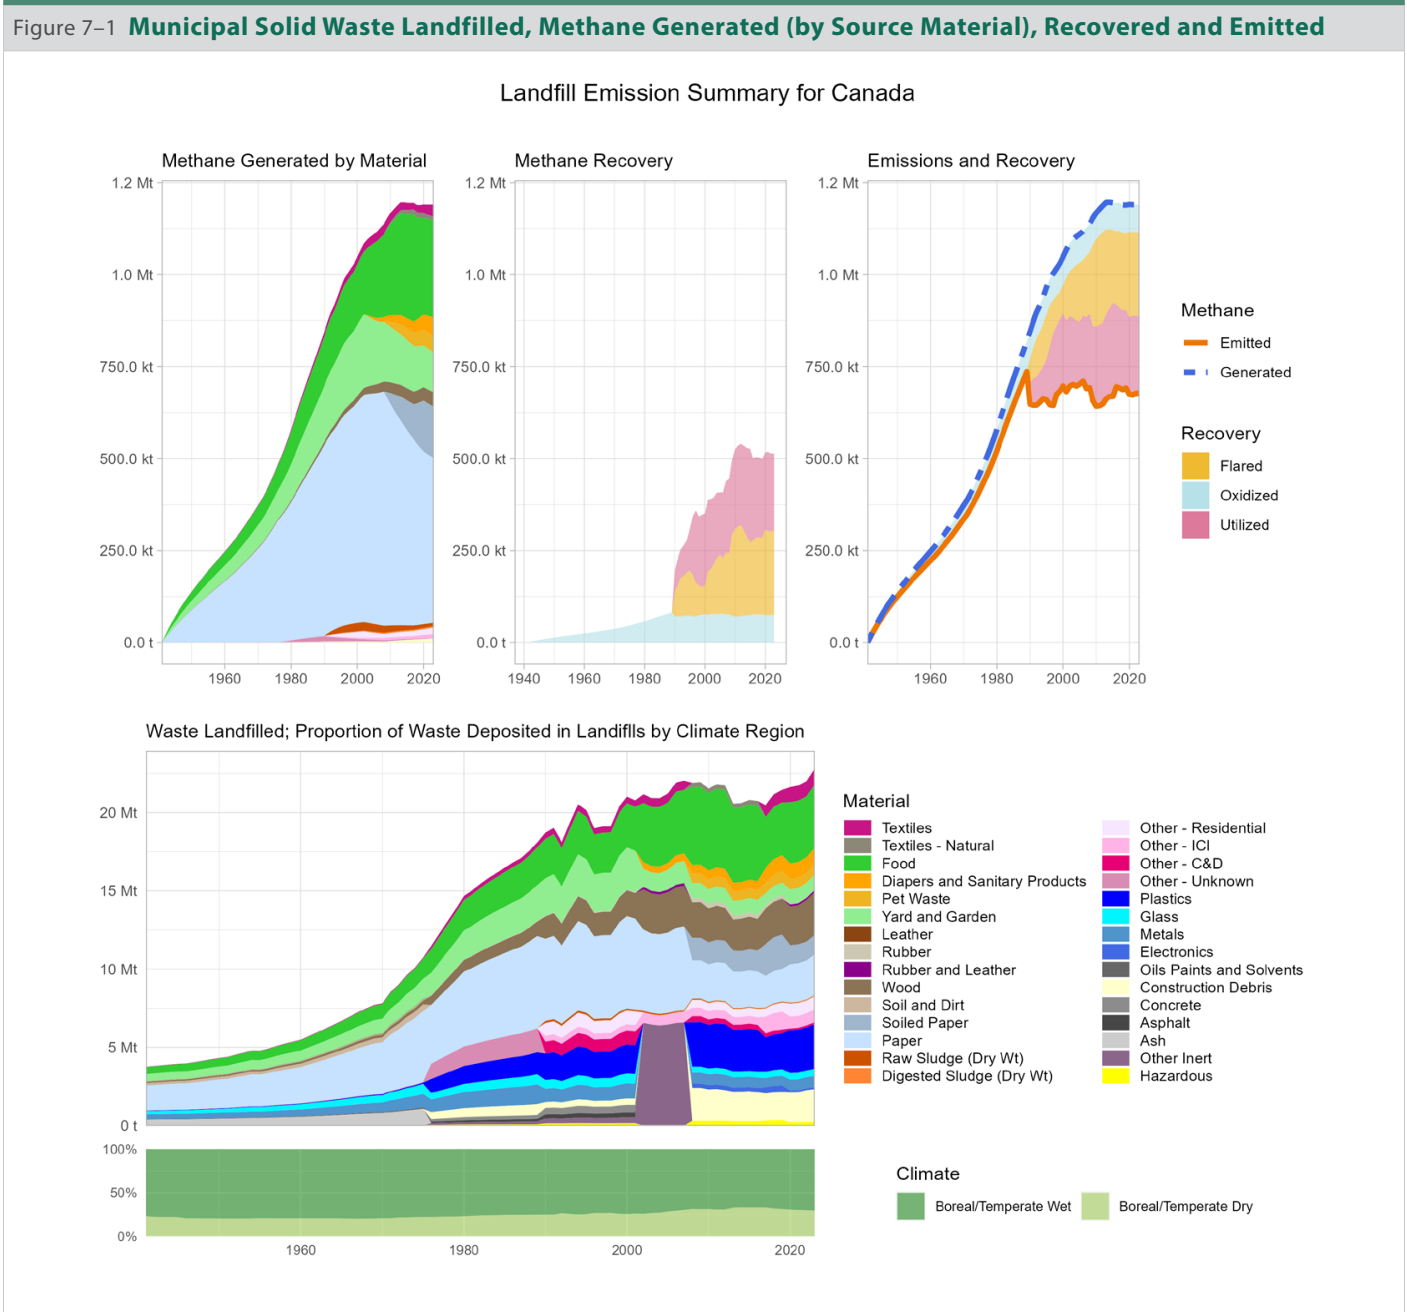 Figure 7–1 Municipal Solid Waste Landfilled, Methane Generated (by Source Material), Recovered and Emitted
Landfill Emission Summary for Canada
Methane Generated by Material
1.2 Mt
1.0 Mt
750.0 kt
500.0 kt
250.0 kt
0.0 t
1960 1980 2000 2020
Methane Recovery
1.2 Mt
1.0 Mt
750.0 kt
500.0 kt
250.0 kt
0.0 t
1940 1960 1980 2000 2020
Emissions and Recovery
1.2 Mt
1.0 Mt
750.0 kt
500.0 kt
250.0 kt
0.0 t
1960 1980 2000 2020
Methane
Emitted
Generated
Recovery
Flared
Oxidized
Utilized
Waste Landfilled; Proportion of Waste Deposited in Landiflls by Climate Region
20 Mt
15 Mt
10 Mt
5 Mt
0 t
100%
50%
0%
1960 1980 2000 2020
Material
Textiles
Textiles - Natural
Food
Diapers and Sanitary Products
Pet Waste
Yard and Garden
Leather
Rubber
Rubber and Leather
Wood
Soil and Dirt
Soiled Paper
Paper
Raw Sludge (Dry Wt)
Digested Sludge (Dry Wt)
Other - Residential
Other - ICI
Other - C&D
Other - Unknown
Plastics
Glass
Metals
Electronics
Oils Paints and Solvents
Construction Debris
Concrete
Asphalt
Ash
Other Inert
Hazardous
Climate
Boreal/Temperate Wet
Boreal/Temperate Dry